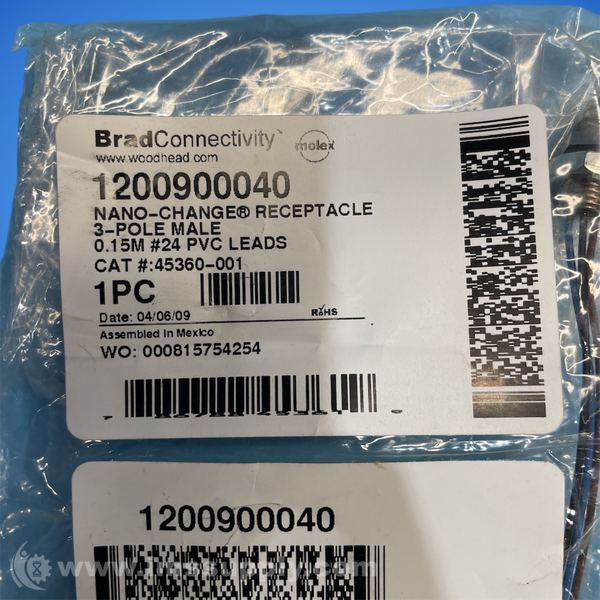 BradConnectivity™ molex
www.woodhead.com
1200900040
NANO-CHANGE® RECEPTACLE
3-POLE MALE
0.15M #24 PVC LEADS
CAT #:45360-001
1PC
Date: 04/06/09 RoHS
Assembled in Mexico
WO: 000815754254
1200900040